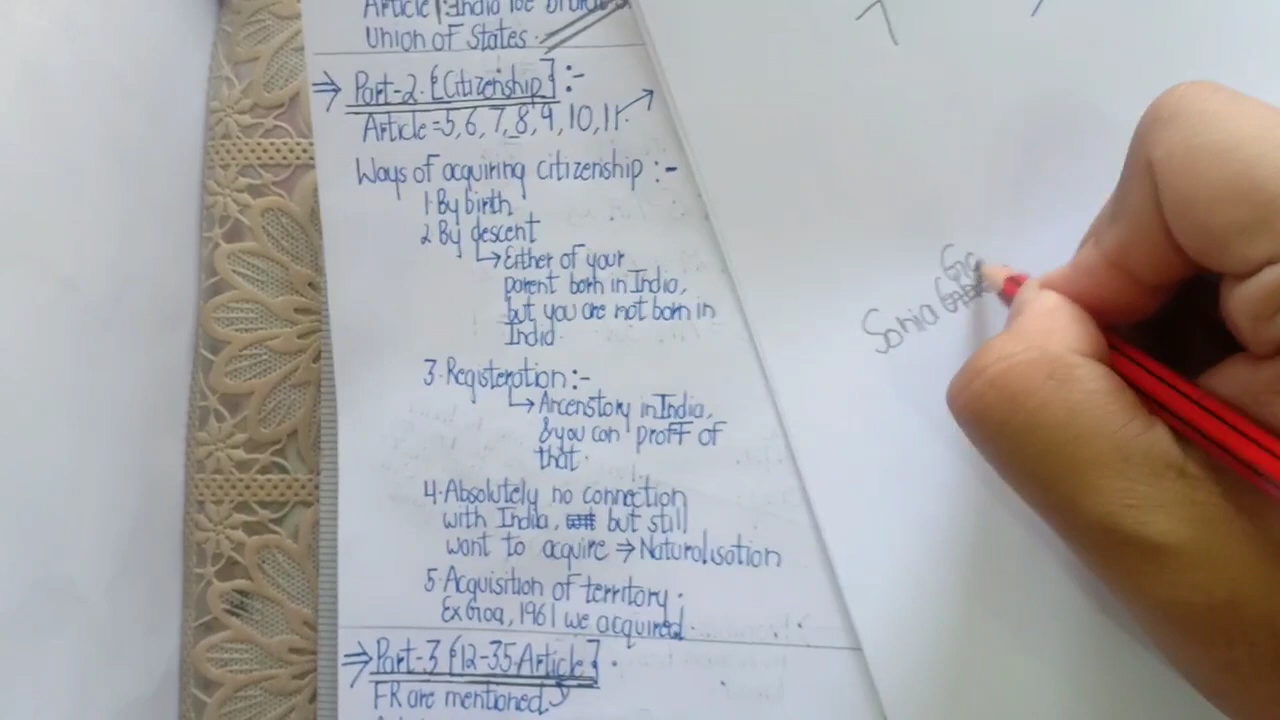 Article 1: India
Union of States.
⇒ Part-2. {Citizenship} :-
Article = 5, 6, 7, 8, 9, 10, 11.
Ways of acquiring citizenship :-
1. By birth
2. By descent
↳ Either of your
parent born in India,
but you are not born in
India.
3. Registeration :-
↳ Arcenstory in India,
& you can proff of
that.
4. Absolutely no connection
with India, but still
want to acquire ⇒ Naturalisation
5. Acquisition of territory.
Ex Goa, 1961 we acquired.
⇒ Part-3 {12-35 Article}.
FR are mentioned
Sonia